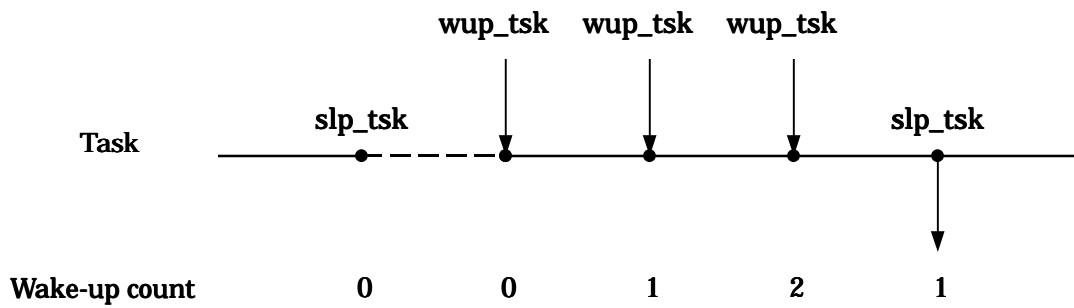 wup_tsk wup_tsk wup_tsk
slp_tsk slp_tsk
Task
Wake-up count 0 0 1 2 1